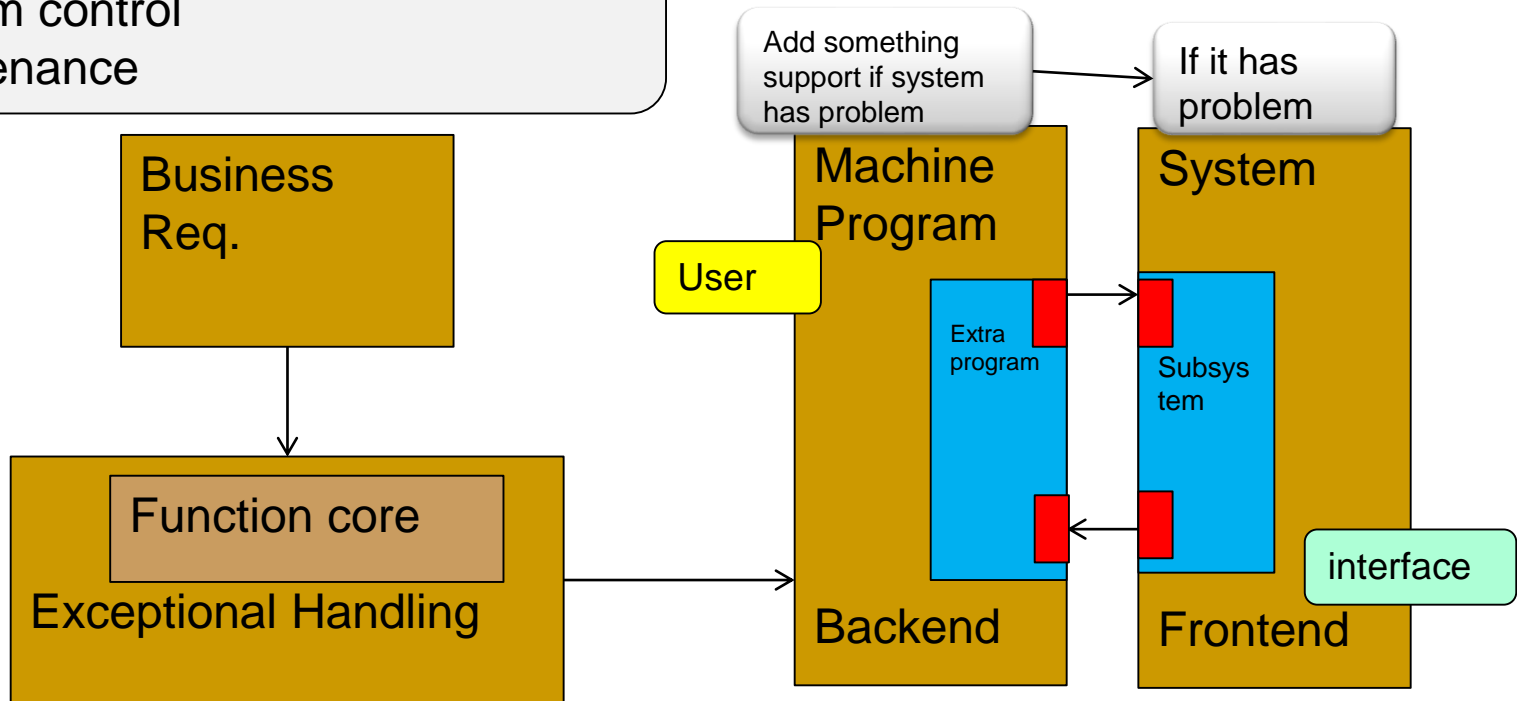 Add something
support if system
has problem
If it has
problem
Business
Req.
Machine
Program
System
User
Extra
program
Subsys
tem
Function core
Exceptional Handling
Backend
Frontend
interface
control